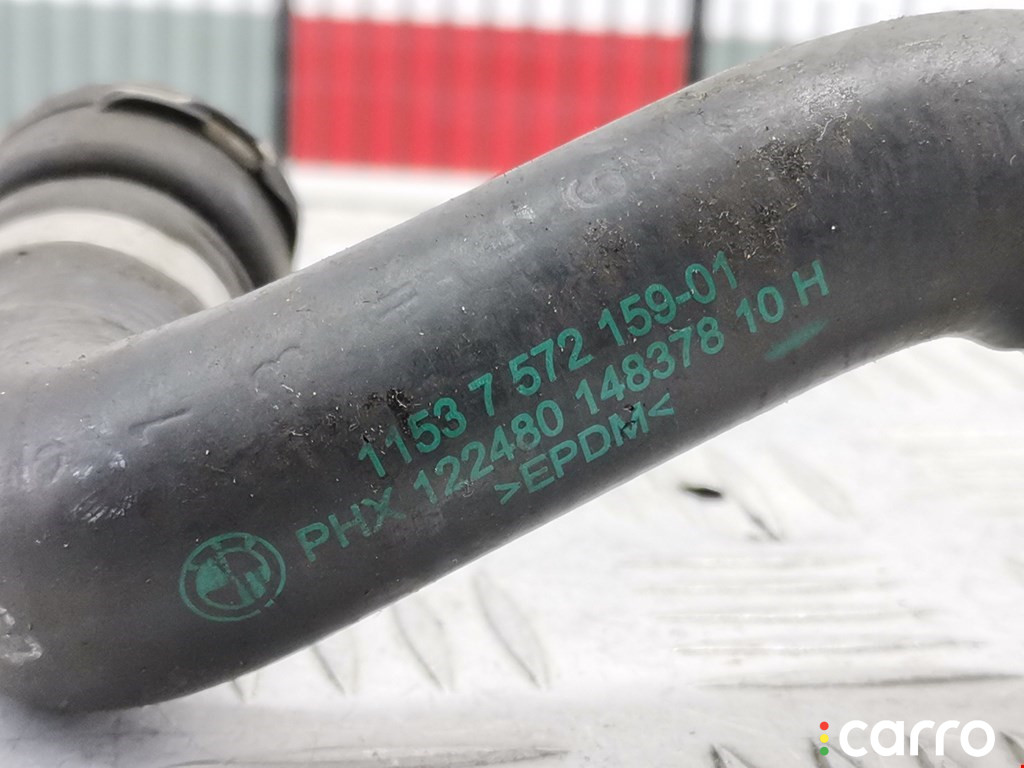 1153 7 572 159-01
PHX 122480 148378 10 H
>EPDM<
carro